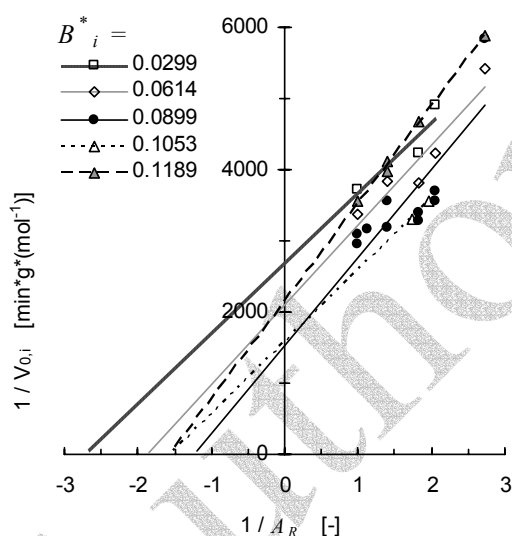 B*i =
0.0299
0.0614
0.0899
0.1053
0.1189
6000
4000
2000
0
-3 -2 -1 0 1 2 3
1 / V0,i [min*g*(mol-1)]
1 / AR [-]